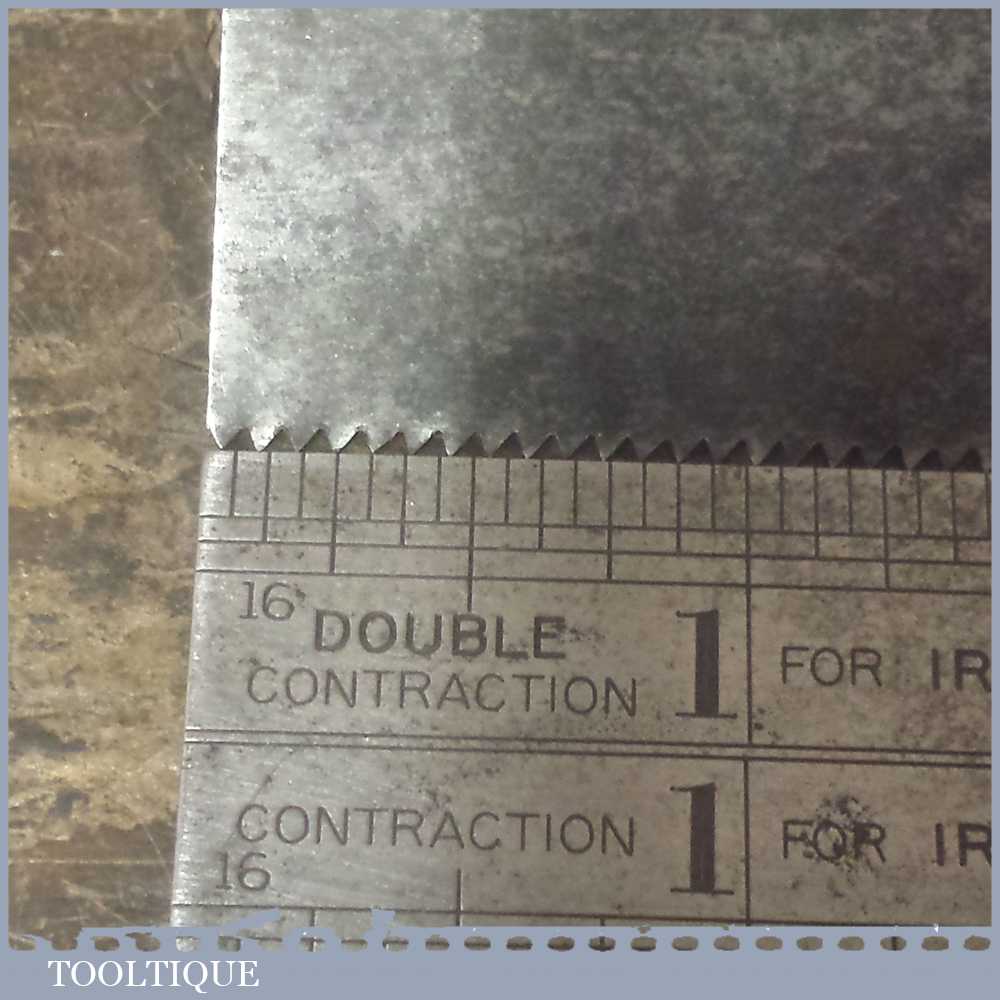 16 DOUBLE
CONTRACTION 1 FOR IR
CONTRACTION 1 FOR IR
16
TOOLTIQUE